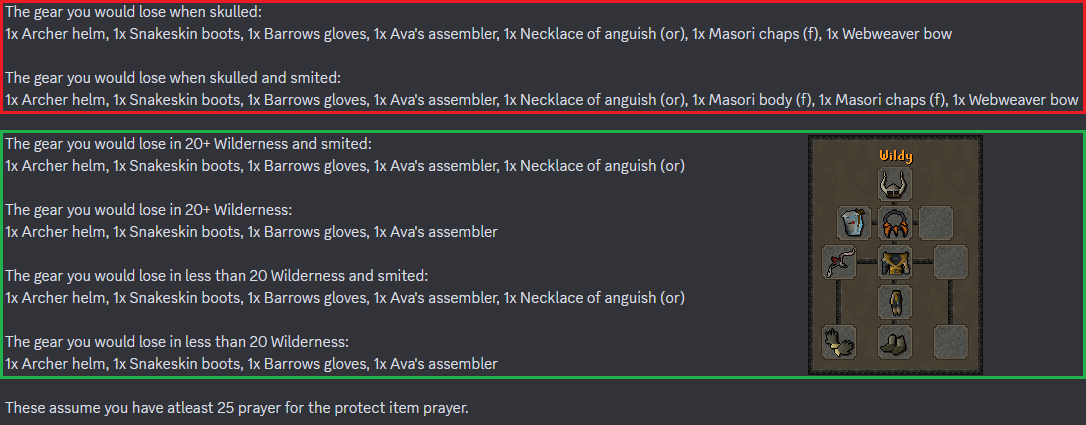 The gear you would lose when skulled:
1x Archer helm, 1x Snakeskin boots, 1x Barrows gloves, 1x Ava's assembler, 1x Necklace of anguish (or), 1x Masori chaps (f), 1x Webweaver bow
The gear you would lose when skulled and smited:
1x Archer helm, 1x Snakeskin boots, 1x Barrows gloves, 1x Ava's assembler, 1x Necklace of anguish (or), 1x Masori body (f), 1x Masori chaps (f), 1x Webweaver bow
The gear you would lose in 20+ Wilderness and smited:
1x Archer helm, 1x Snakeskin boots, 1x Barrows gloves, 1x Ava's assembler, 1x Necklace of anguish (or)
The gear you would lose in 20+ Wilderness:
1x Archer helm, 1x Snakeskin boots, 1x Barrows gloves, 1x Ava's assembler
The gear you would lose in less than 20 Wilderness and smited:
1x Archer helm, 1x Snakeskin boots, 1x Barrows gloves, 1x Ava's assembler, 1x Necklace of anguish (or)
The gear you would lose in less than 20 Wilderness:
1x Archer helm, 1x Snakeskin boots, 1x Barrows gloves, 1x Ava's assembler
Wildy
These assume you have atleast 25 prayer for the protect item prayer.